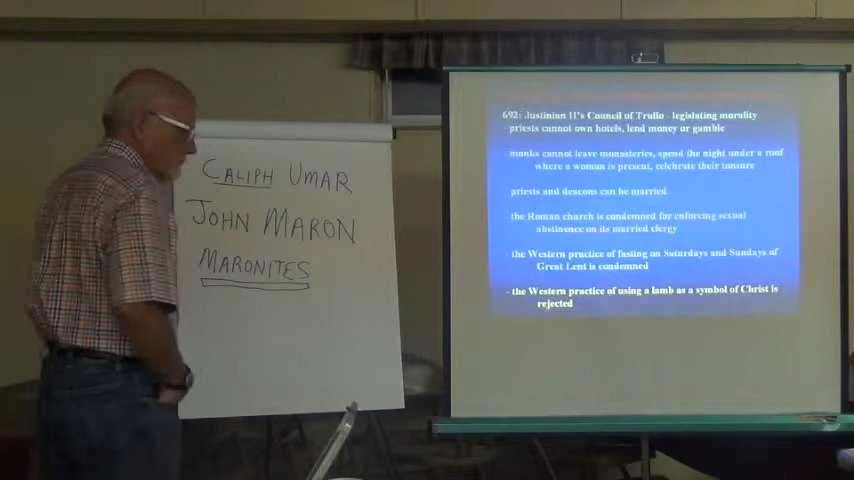 CALIPH UMAR
JOHN MARON
MARONITES
692: Justinian II's Council of Trullo - legislating morality
- priests cannot own hotels, lend money or gamble
- monks cannot leave monasteries, spend the night under a roof
where a woman is present, celebrate their tonsure
priests and deacons can be married
- the Roman church is condemned for enforcing sexual
abstinence on its married clergy
- the Western practice of fasting on Saturdays and Sundays of
Great Lent is condemned
- the Western practice of using a lamb as a symbol of Christ is
rejected